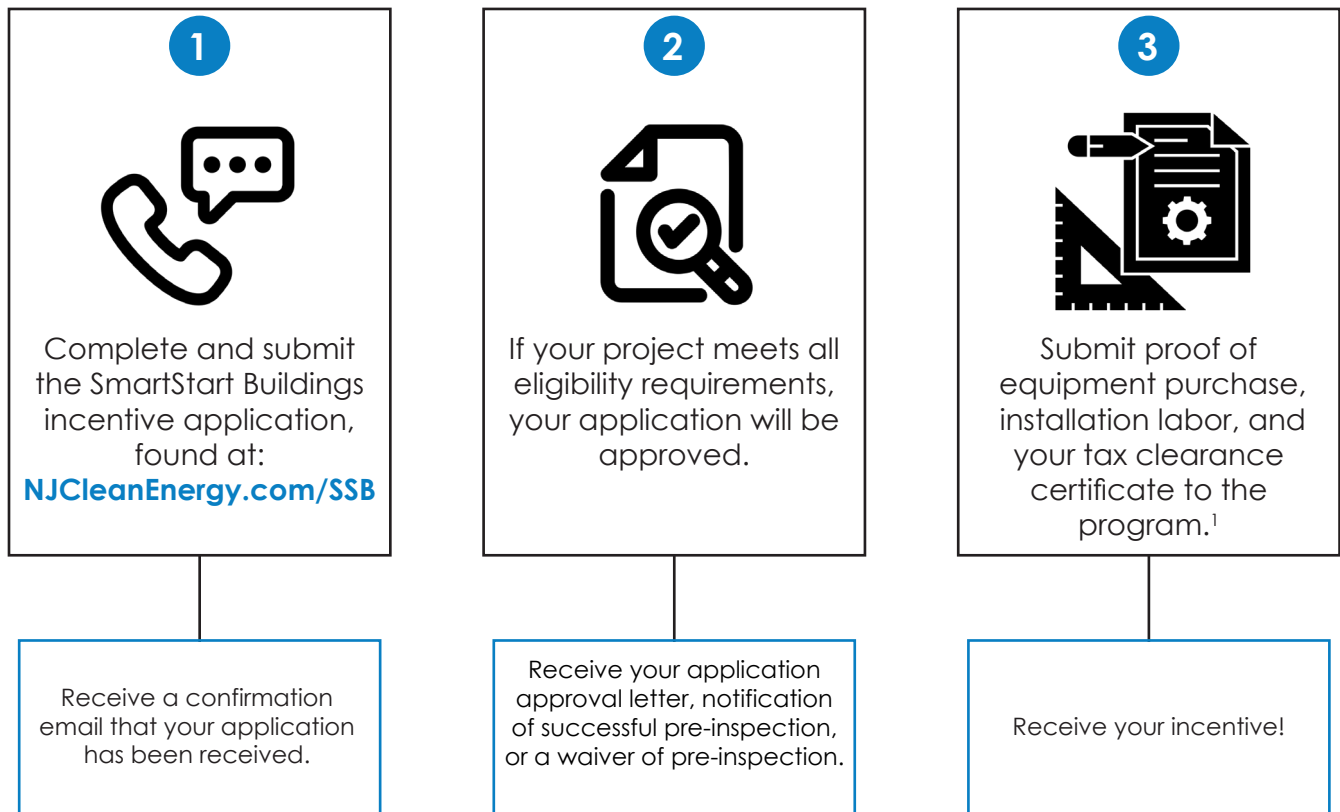 1
Complete and submit
the SmartStart Buildings
incentive application,
found at:
NJCleanEnergy.com/SSB
Receive a confirmation
email that your application
has been received.
2
If your project meets all
eligibility requirements,
your application will be
approved.
Receive your application
approval letter, notification
of successful pre-inspection,
or a waiver of pre-inspection.
3
Submit proof of
equipment purchase,
installation labor, and
your tax clearance
certificate to the
program.¹
Receive your incentive!